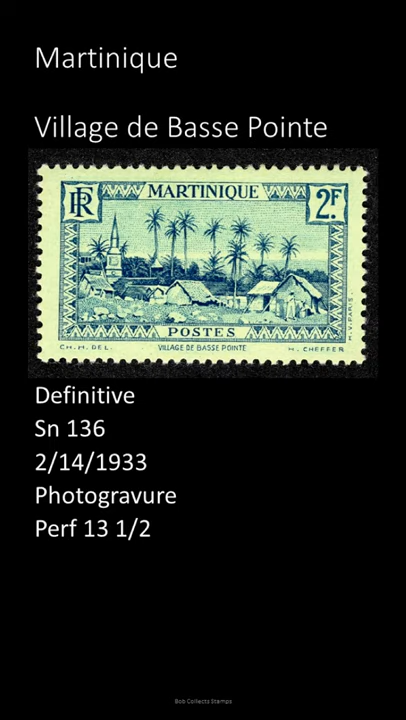 Martinique
Village de Basse Pointe
RF MARTINIQUE 2F.
POSTES
CH. H. DEL. VILLAGE DE BASSE POINTE H. CHEFFER
H.V. PARIS.
Definitive
Sn 136
2/14/1933
Photogravure
Perf 13 1/2
Bob Collects Stamps